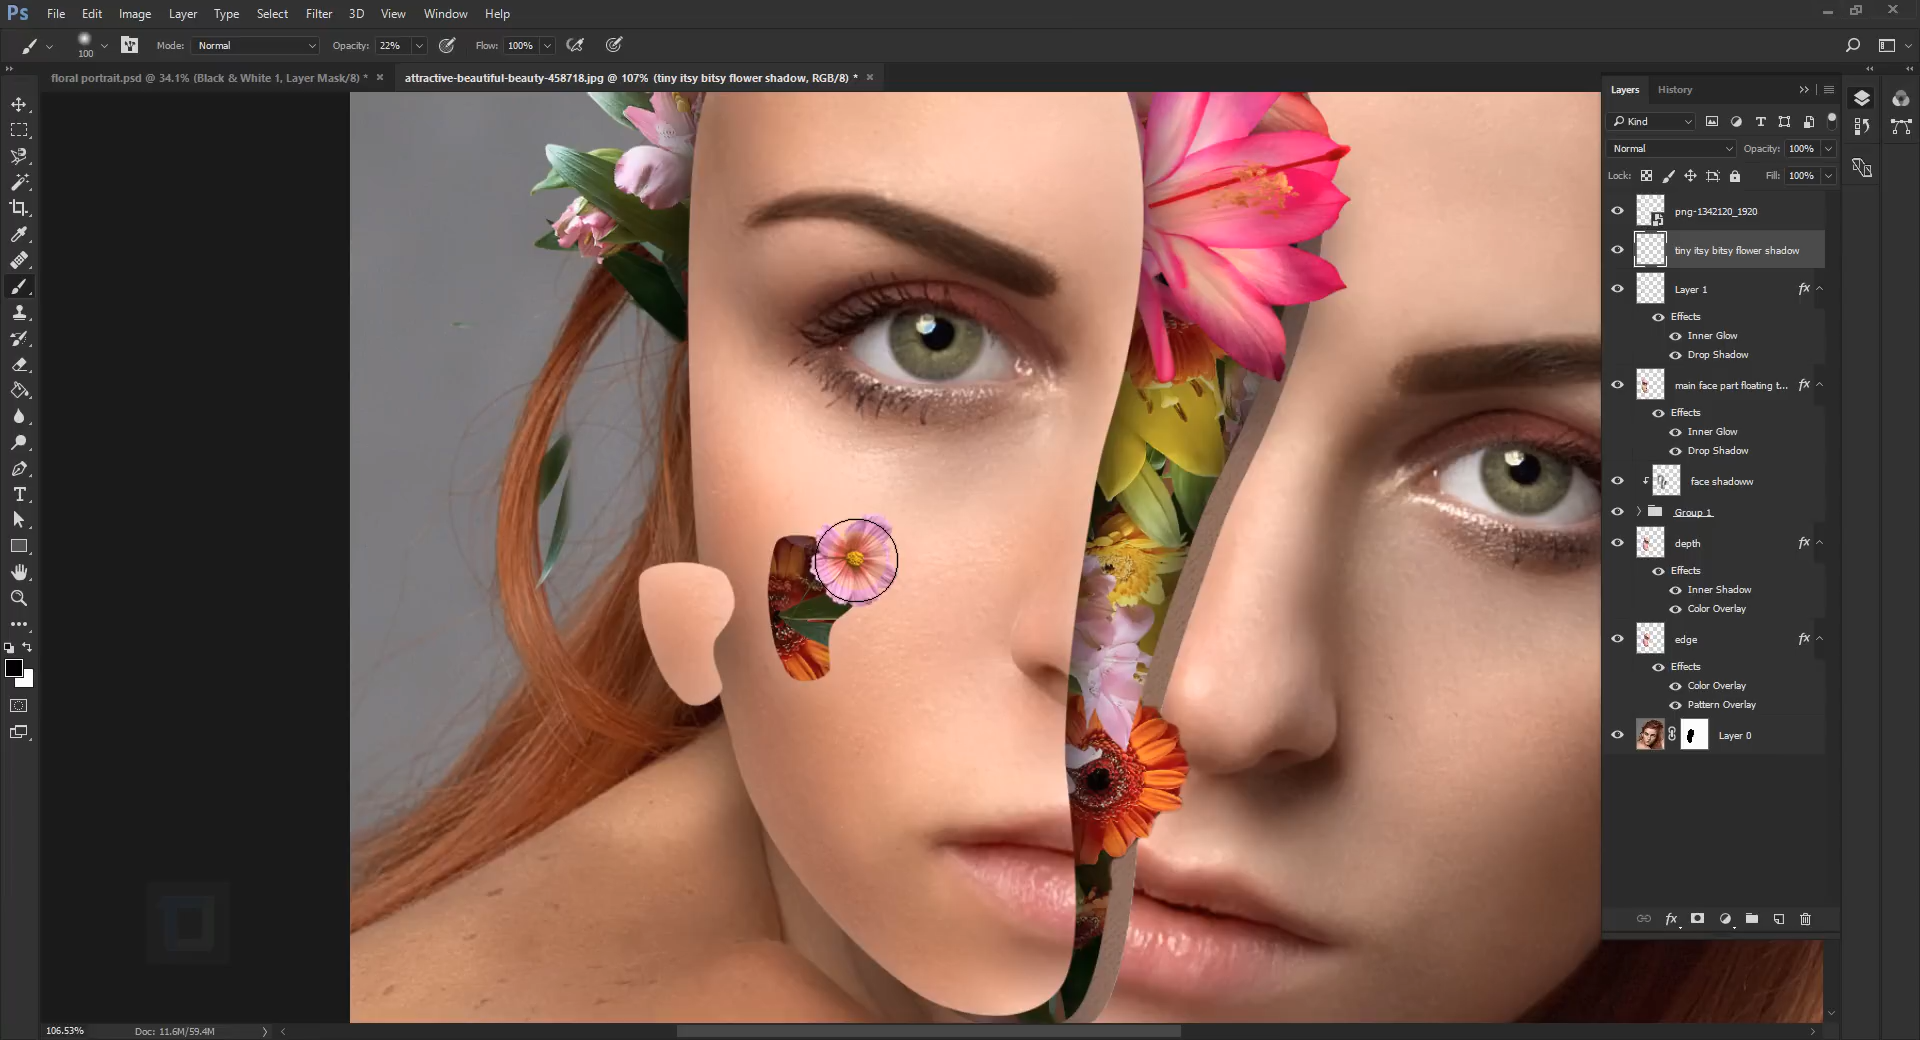 Ps File Edit Image Layer Type Select Filter 3D View Window Help
100 Mode: Normal Opacity: 22% Flow: 100%
floral portrait.psd @ 34.1% (Black & White 1, Layer Mask/8) * × attractive-beautiful-beauty-458718.jpg @ 107% (tiny itsy bitsy flower shadow, RGB/8) * ×
Layers History
Kind
Normal Opacity: 100%
Lock: Fill: 100%
png-1342120_1920
tiny itsy bitsy flower shadow
Layer 1 fx
Effects
Inner Glow
Drop Shadow
main face part floating t... fx
Effects
Inner Glow
Drop Shadow
face shadoww
Group 1
depth fx
Effects
Inner Shadow
Color Overlay
edge fx
Effects
Color Overlay
Pattern Overlay
Layer 0
fx
106.53% Doc: 11.6M/59.4M